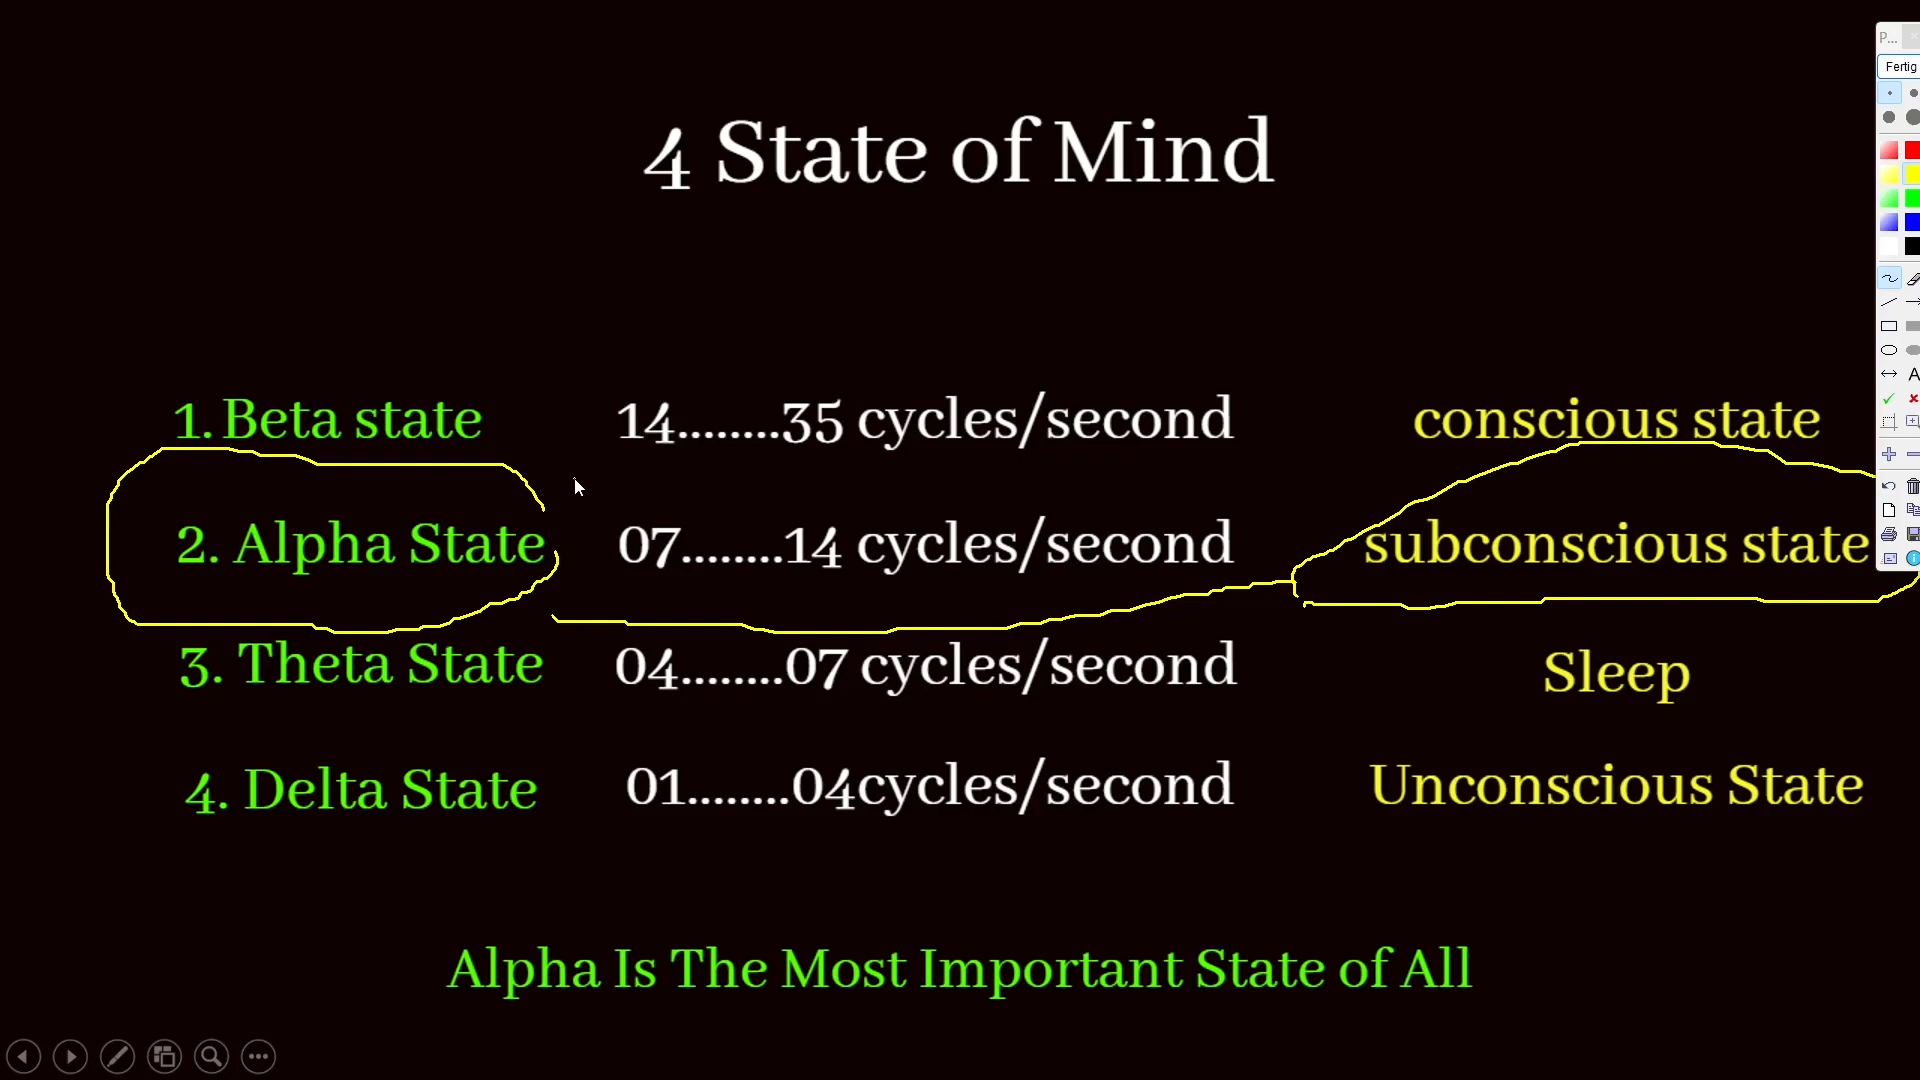 4 State of Mind
P...
Fertig
1. Beta state 14........35 cycles/second conscious state
2. Alpha State 07........14 cycles/second subconscious state
3. Theta State 04........07 cycles/second Sleep
4. Delta State 01........04cycles/second Unconscious State
Alpha Is The Most Important State of All